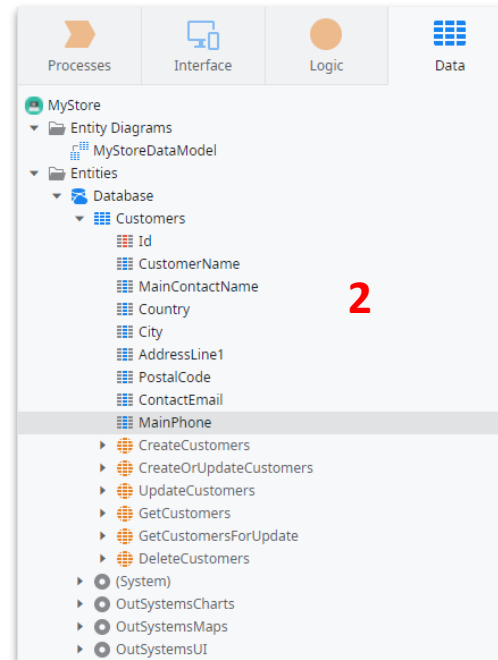 Processes Interface Logic Data
MyStore
Entity Diagrams
MyStoreDataModel
Entities
Database
Customers
Id
CustomerName
MainContactName
Country
2
City
AddressLine1
PostalCode
ContactEmail
MainPhone
CreateCustomers
CreateOrUpdateCustomers
UpdateCustomers
GetCustomers
GetCustomersForUpdate
DeleteCustomers
(System)
OutSystemsCharts
OutSystemsMaps
OutSystemsUI